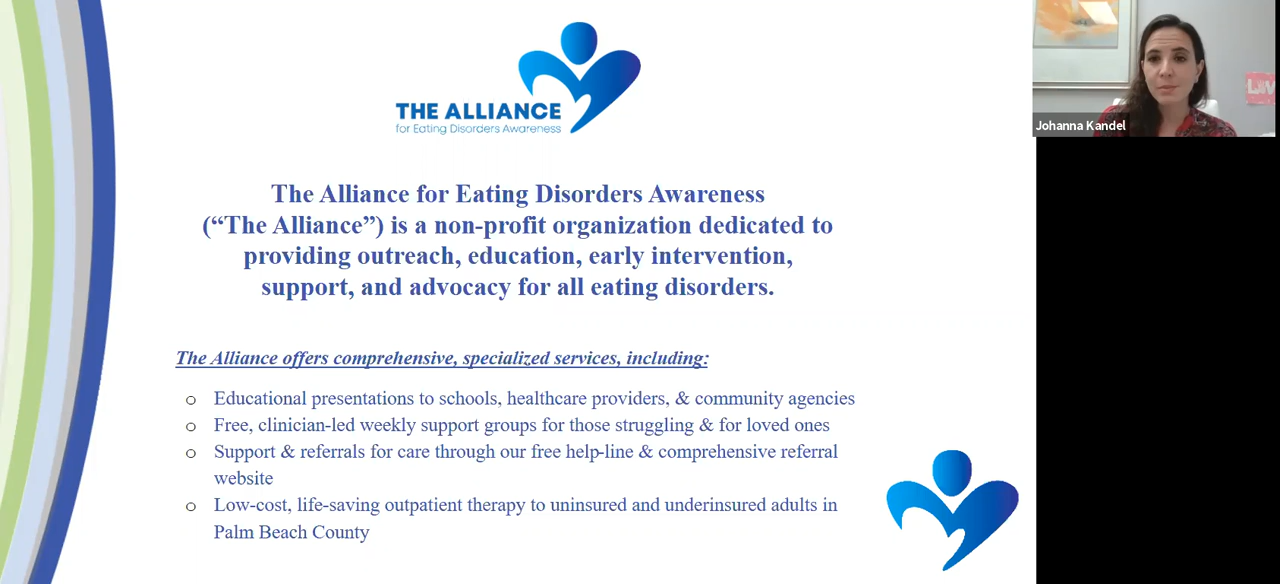 THE ALLIANCE
for Eating Disorders Awareness
Johanna Kandel
The Alliance for Eating Disorders Awareness
(“The Alliance”) is a non-profit organization dedicated to
providing outreach, education, early intervention,
support, and advocacy for all eating disorders.
The Alliance offers comprehensive, specialized services, including:
o Educational presentations to schools, healthcare providers, & community agencies
o Free, clinician-led weekly support groups for those struggling & for loved ones
o Support & referrals for care through our free help-line & comprehensive referral
website
o Low-cost, life-saving outpatient therapy to uninsured and underinsured adults in
Palm Beach County